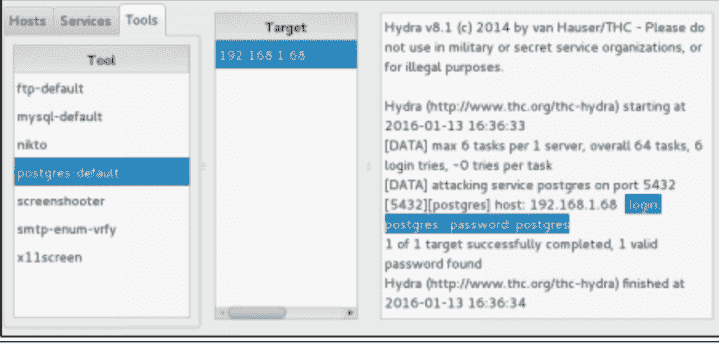 Hosts Services Tools
Tool
ftp-default
mysql-default
nikto
postgres-default
screenshooter
smtp-enum-vrfy
x11screen
Target
192.168.1.68
Hydra v8.1 (c) 2014 by van Hauser/THC - Please do
not use in military or secret service organizations, or
for illegal purposes.
Hydra (http://www.thc.org/thc-hydra) starting at
2016-01-13 16:36:33
[DATA] max 6 tasks per 1 server, overall 64 tasks, 6
login tries, ~0 tries per task
[DATA] attacking service postgres on port 5432
[5432][postgres] host: 192.168.1.68 login:
postgres password: postgres
1 of 1 target successfully completed, 1 valid
password found
Hydra (http://www.thc.org/thc-hydra) finished at
2016-01-13 16:36:34